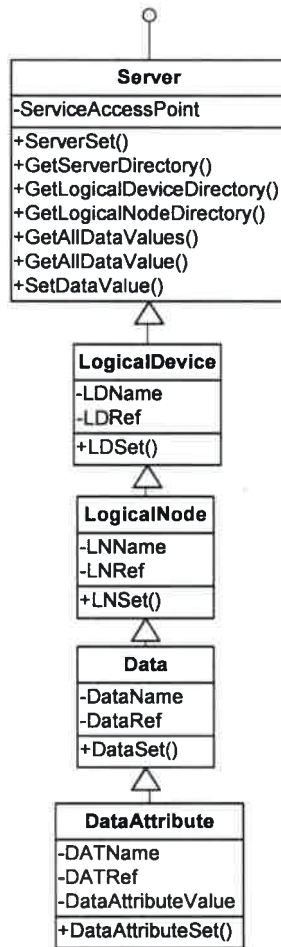 Server
-ServiceAccessPoint
+ServerSet()
+GetServerDirectory()
+GetLogicalDeviceDirectory()
+GetLogicalNodeDirectory()
+GetAllDataValues()
+GetAllDataValue()
+SetDataValue()
LogicalDevice
-LDName
-LDRef
+LDSet()
LogicalNode
-LNName
-LNRef
+LNSet()
Data
-DataName
-DataRef
+DataSet()
DataAttribute
-DATName
-DATRef
-DataAttributeValue
+DataAttributeSet()